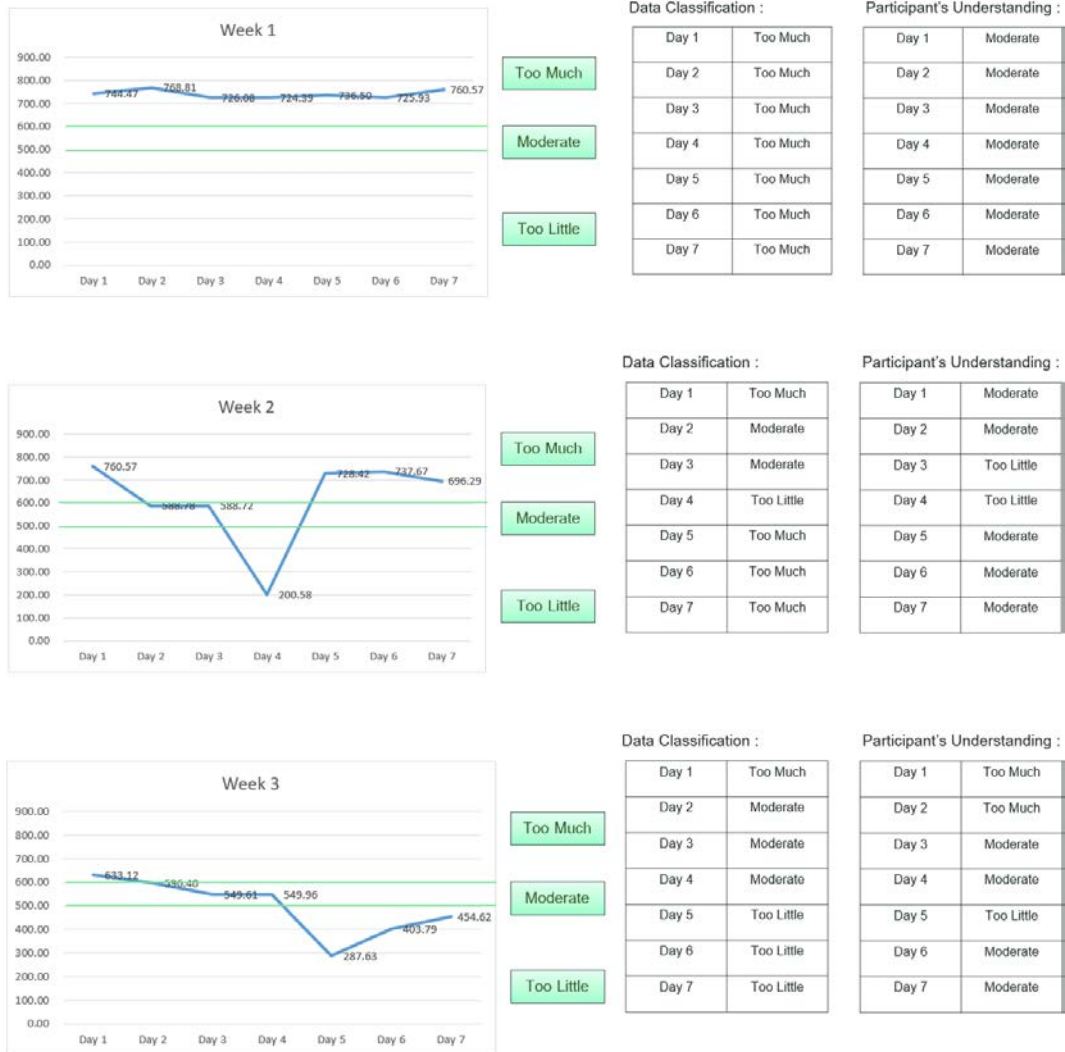 Week 1
900.00
800.00
700.00
600.00
500.00
400.00
300.00
200.00
100.00
0.00
744.47 768.81 726.08 724.39 736.50 725.93 760.57
Day 1 Day 2 Day 3 Day 4 Day 5 Day 6 Day 7
Too Much
Moderate
Too Little
Data Classification :
Day 1 Too Much
Day 2 Too Much
Day 3 Too Much
Day 4 Too Much
Day 5 Too Much
Day 6 Too Much
Day 7 Too Much
Participant's Understanding :
Day 1 Moderate
Day 2 Moderate
Day 3 Moderate
Day 4 Moderate
Day 5 Moderate
Day 6 Moderate
Day 7 Moderate
Week 2
900.00
800.00
700.00
600.00
500.00
400.00
300.00
200.00
100.00
0.00
760.57 588.78 588.72 200.58 728.42 737.67 696.29
Day 1 Day 2 Day 3 Day 4 Day 5 Day 6 Day 7
Too Much
Moderate
Too Little
Data Classification :
Day 1 Too Much
Day 2 Moderate
Day 3 Moderate
Day 4 Too Little
Day 5 Too Much
Day 6 Too Much
Day 7 Too Much
Participant's Understanding :
Day 1 Moderate
Day 2 Moderate
Day 3 Too Little
Day 4 Too Little
Day 5 Moderate
Day 6 Moderate
Day 7 Moderate
Week 3
900.00
800.00
700.00
600.00
500.00
400.00
300.00
200.00
100.00
0.00
633.12 596.40 549.61 549.96 287.63 403.79 454.62
Day 1 Day 2 Day 3 Day 4 Day 5 Day 6 Day 7
Too Much
Moderate
Too Little
Data Classification :
Day 1 Too Much
Day 2 Moderate
Day 3 Moderate
Day 4 Moderate
Day 5 Too Little
Day 6 Too Little
Day 7 Too Little
Participant's Understanding :
Day 1 Too Much
Day 2 Too Much
Day 3 Moderate
Day 4 Moderate
Day 5 Too Little
Day 6 Moderate
Day 7 Moderate